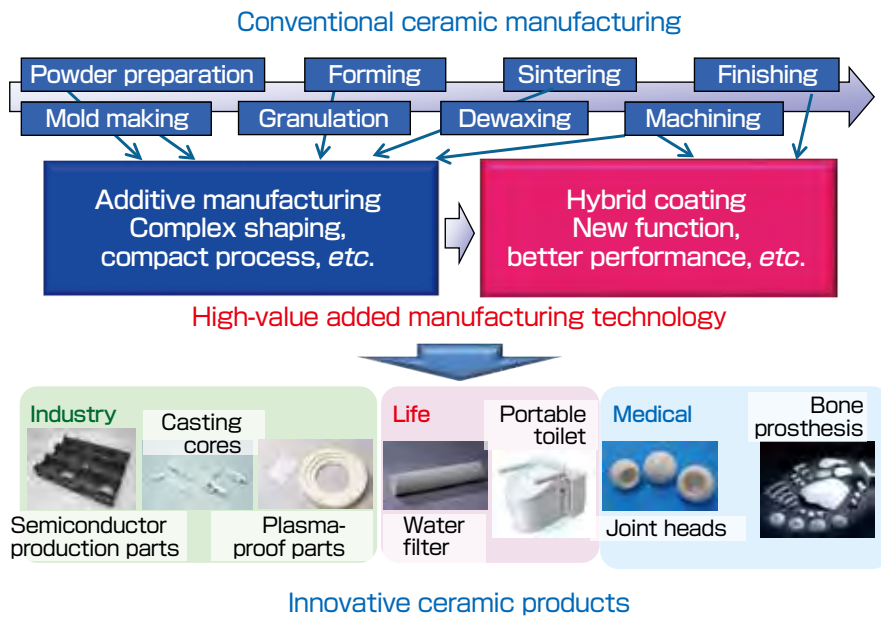 Conventional ceramic manufacturing
Powder preparation
Forming
Sintering
Finishing
Mold making
Granulation
Dewaxing
Machining
Additive manufacturing
Complex shaping,
compact process, etc.
Hybrid coating
New function,
better performance, etc.
High-value added manufacturing technology
Industry
Casting
cores
Semiconductor
production parts
Plasma-
proof parts
Life
Portable
toilet
Water
filter
Medical
Bone
prosthesis
Joint heads
Innovative ceramic products